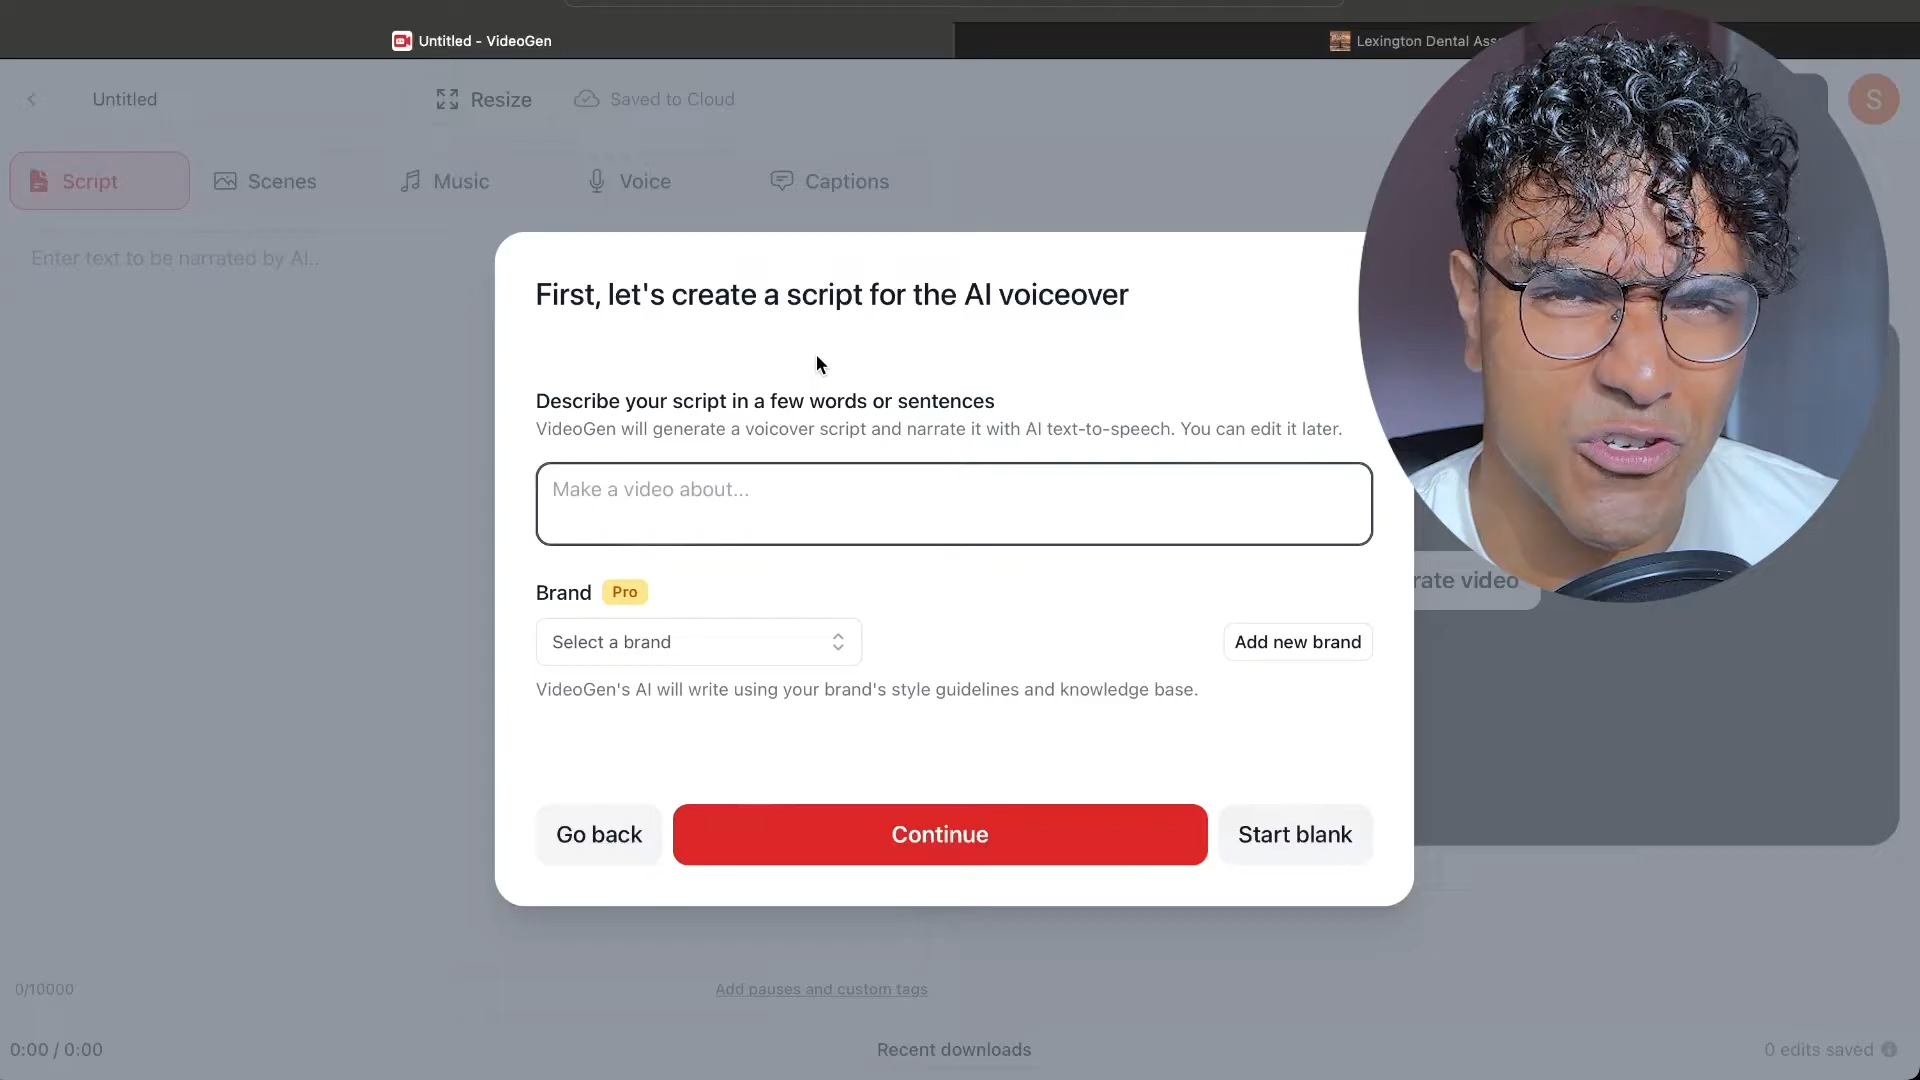 Untitled - VideoGen
Lexington Dental Ass
Untitled
Resize
Saved to Cloud
S
Script
Scenes
Music
Voice
Captions
Enter text to be narrated by AI..
First, let's create a script for the AI voiceover
Describe your script in a few words or sentences
VideoGen will generate a voicover script and narrate it with AI text-to-speech. You can edit it later.
Make a video about...
rate video
Brand
Pro
Select a brand
Add new brand
VideoGen's AI will write using your brand's style guidelines and knowledge base.
Go back
Continue
Start blank
0/10000
Add pauses and custom tags
0:00 / 0:00
Recent downloads
0 edits saved